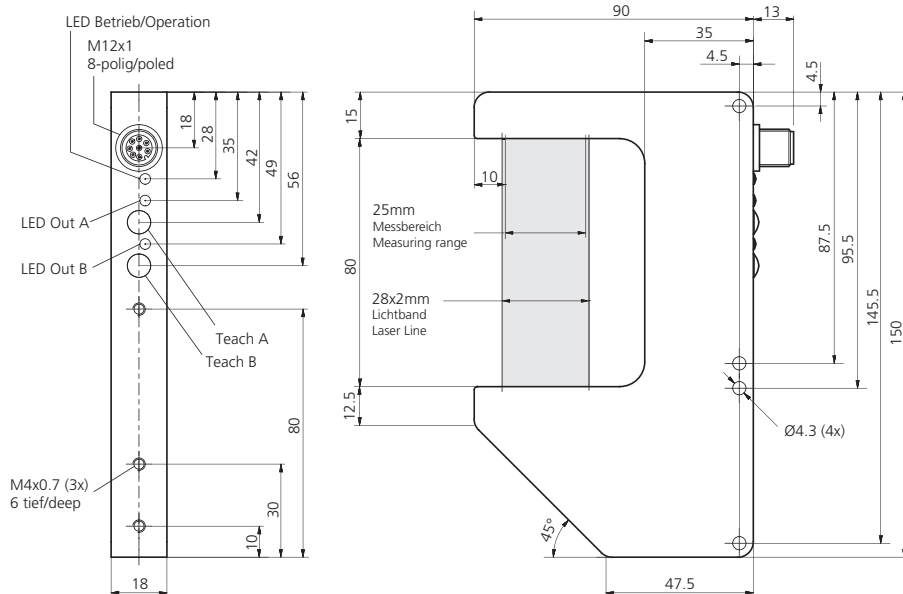 LED Betrieb/Operation
M12x1
8-polig/poled
18
28
35
42
49
56
LED Out A
LED Out B
Teach A
Teach B
80
30
10
M4x0.7 (3x)
6 tief/deep
18
90
13
35
4.5
4.5
15
10
25mm
Messbereich
Measuring range
80
28x2mm
Lichtband
Laser Line
12.5
87.5
95.5
145.5
150
Ø4.3 (4x)
45°
47.5